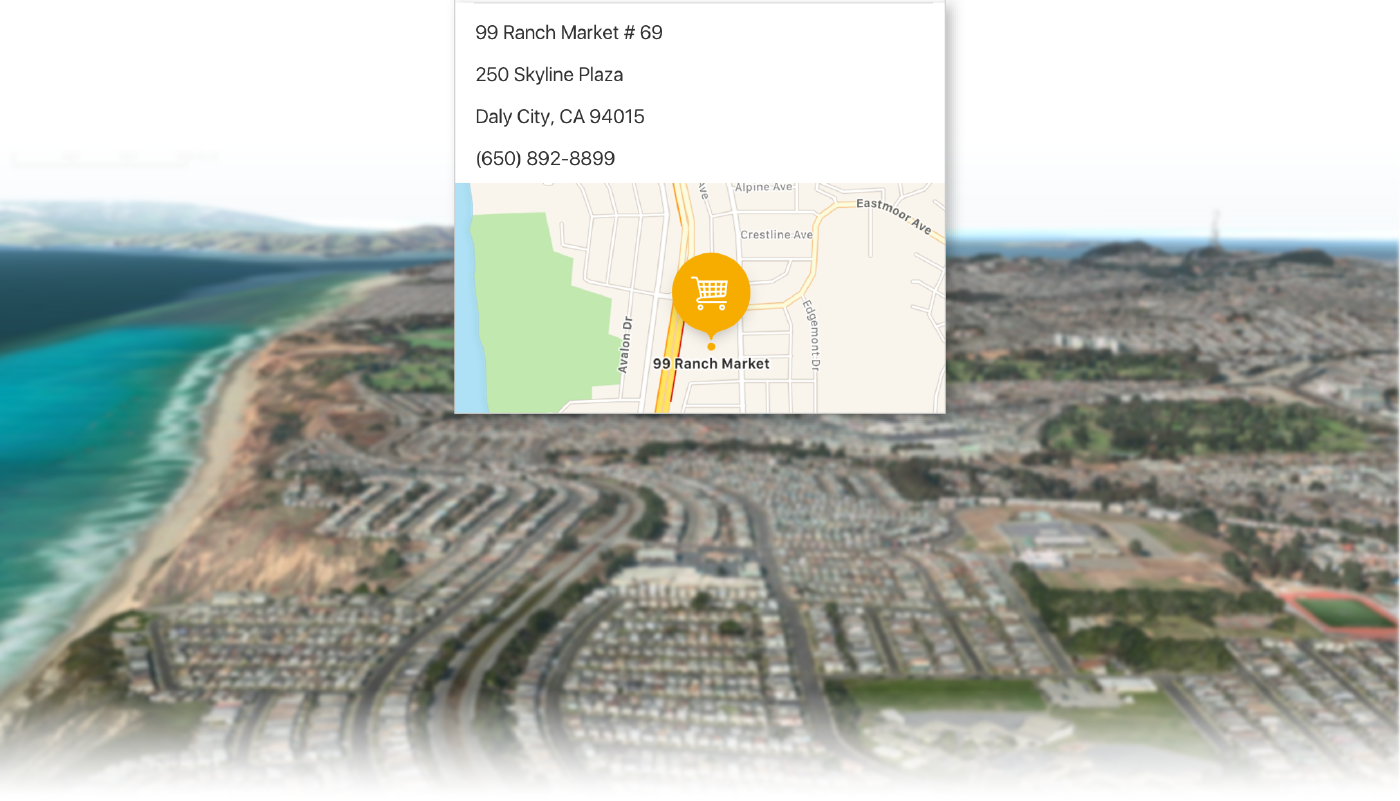 99 Ranch Market # 69
250 Skyline Plaza
Daly City, CA 94015
(650) 892-8899
Ave
Alpine Ave
Eastmoor Ave
Crestline Ave
Edgemont Dr
Avalon Dr
99 Ranch Market